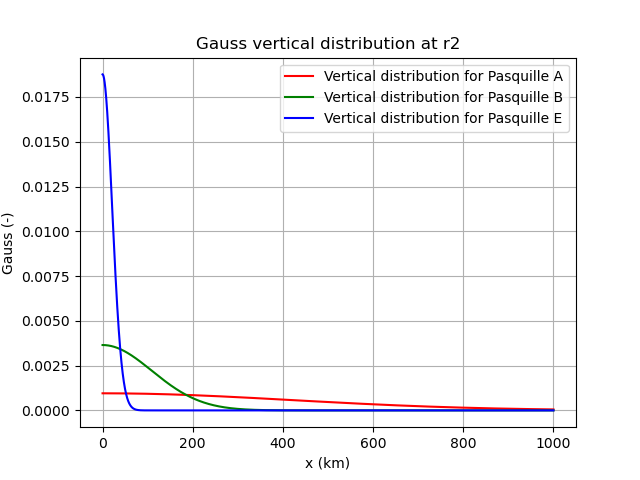 Gauss vertical distribution at r2
Vertical distribution for Pasquille A
Vertical distribution for Pasquille B
Vertical distribution for Pasquille E
Gauss (-)
0.0175
0.0150
0.0125
0.0100
0.0075
0.0050
0.0025
0.0000
0 200 400 600 800 1000
x (km)